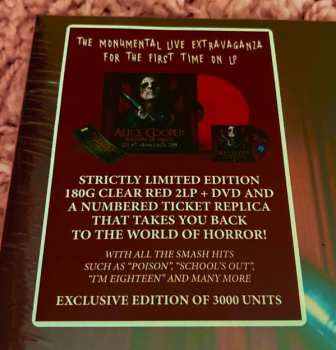 THE MONUMENTAL LIVE EXTRAVAGANZA
FOR THE FIRST TIME ON LP
ALICE COOPER
STRICTLY LIMITED EDITION
180G CLEAR RED 2LP + DVD AND
A NUMBERED TICKET REPLICA
THAT TAKES YOU BACK
TO THE WORLD OF HORROR!
WITH ALL THE SMASH HITS
SUCH AS “POISON”, “SCHOOL’S OUT”,
“I’M EIGHTEEN” AND MANY MORE
EXCLUSIVE EDITION OF 3000 UNITS